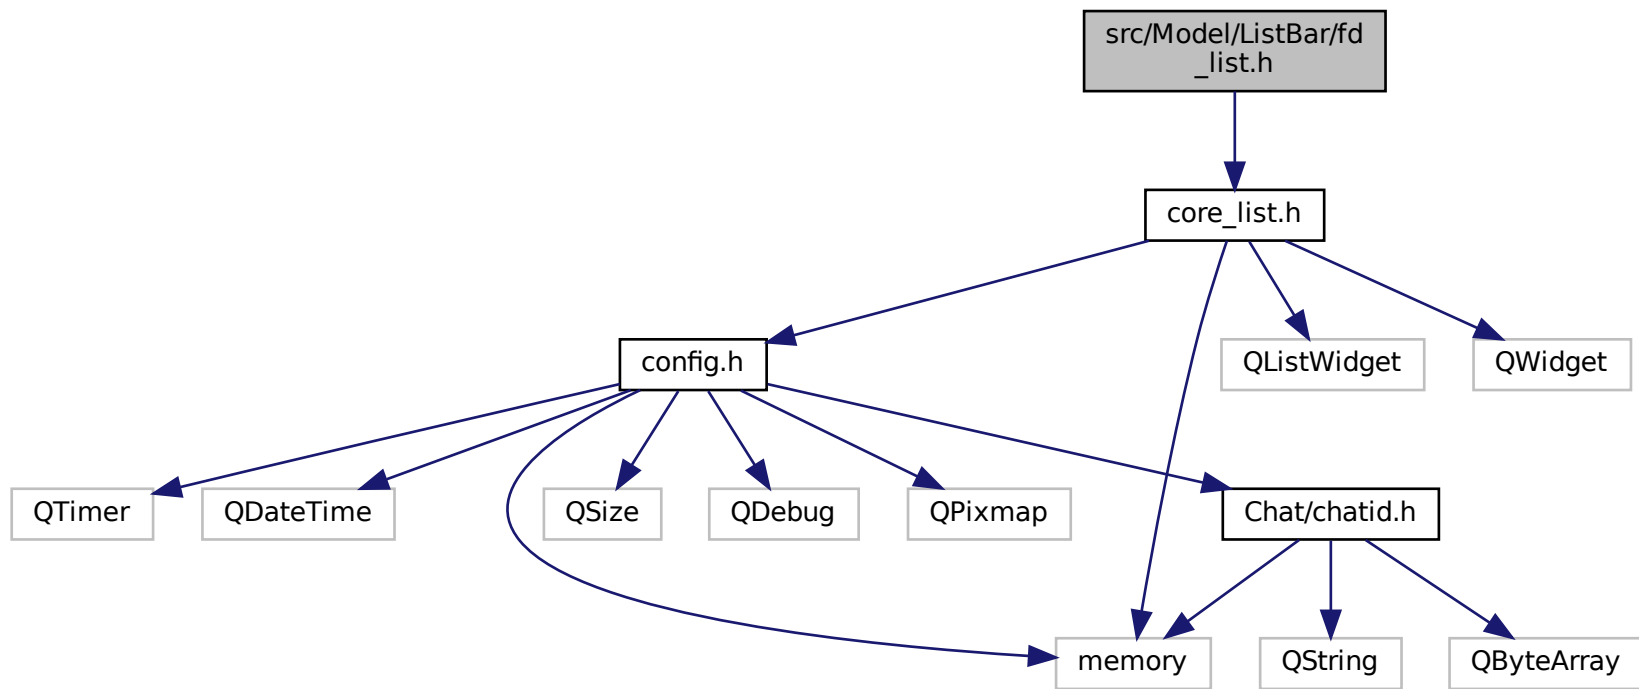 src/Model/ListBar/fd
_list.h
core_list.h
config.h
QListWidget
QWidget
QTimer
QDateTime
QSize
QDebug
QPixmap
Chat/chatid.h
memory
QString
QByteArray